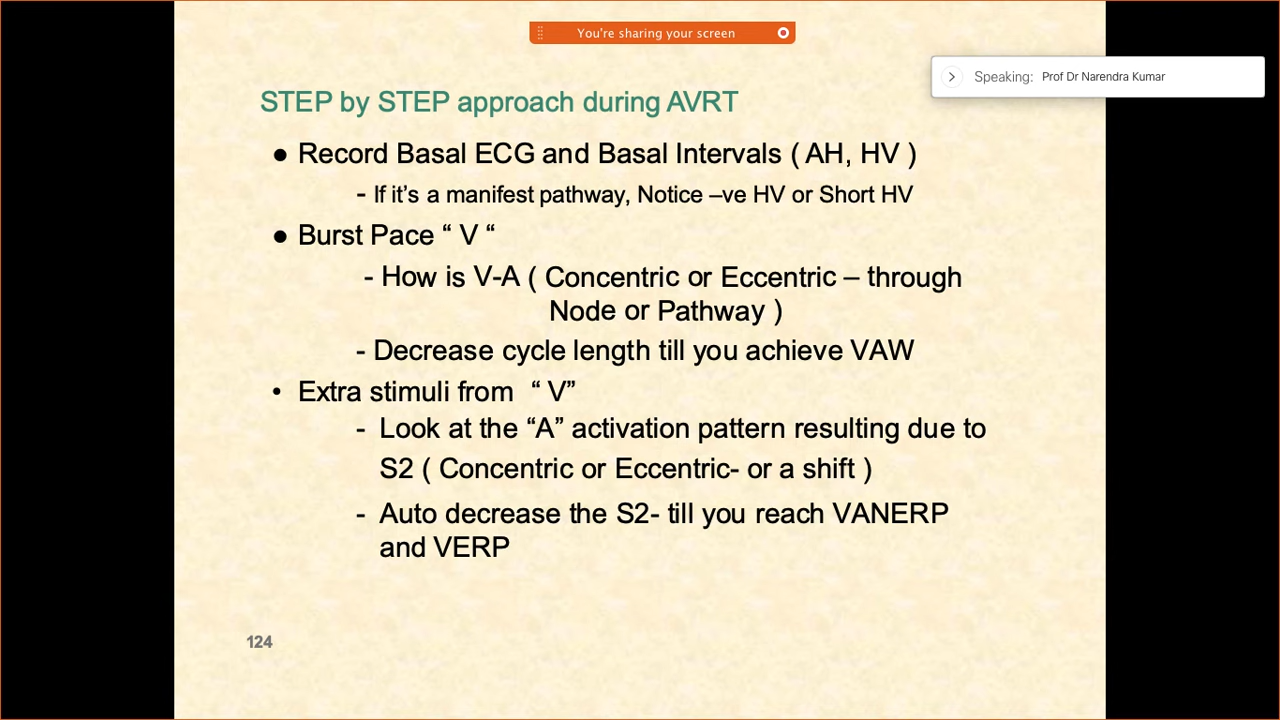 You're sharing your screen
Speaking: Prof Dr Narendra Kumar
STEP by STEP approach during AVRT
● Record Basal ECG and Basal Intervals ( AH, HV )
- If it’s a manifest pathway, Notice –ve HV or Short HV
● Burst Pace “ V “
- How is V-A ( Concentric or Eccentric – through
Node or Pathway )
- Decrease cycle length till you achieve VAW
• Extra stimuli from “ V”
- Look at the “A” activation pattern resulting due to
S2 ( Concentric or Eccentric- or a shift )
- Auto decrease the S2- till you reach VANERP
and VERP
124